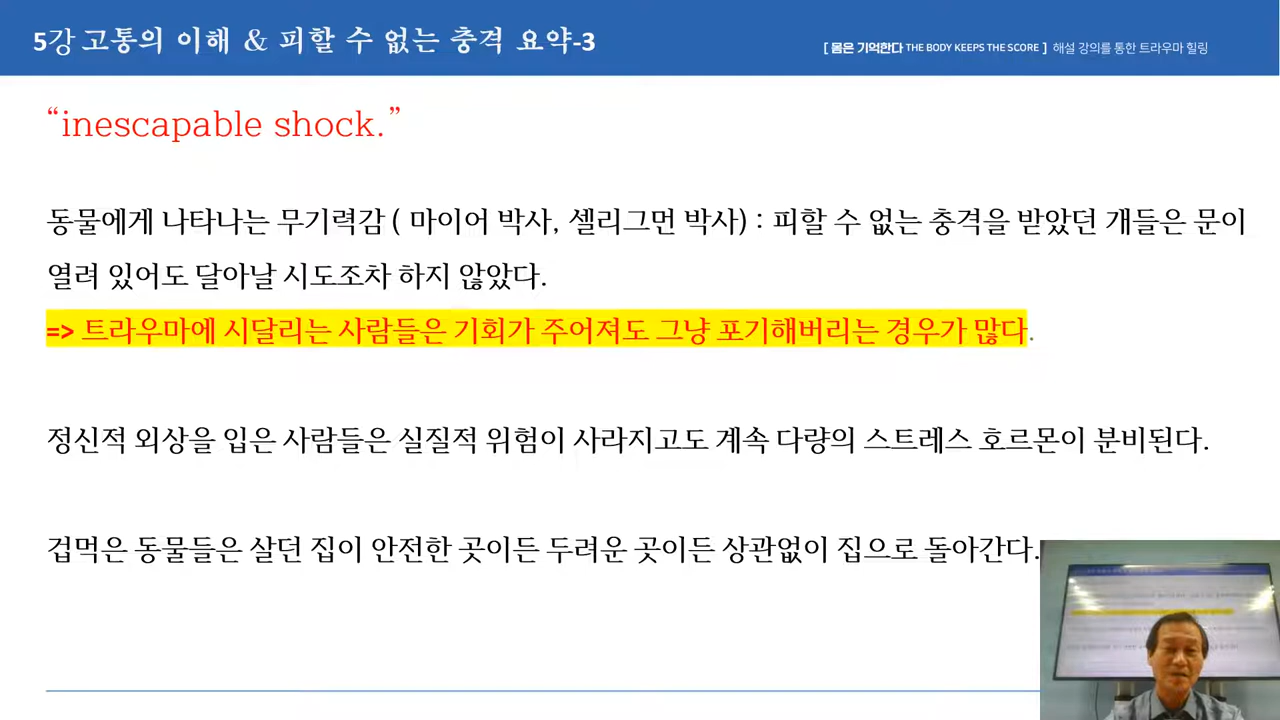 5강 고통의 이해 & 피할 수 없는 충격 요약-3
[ 몸은 기억한다 THE BODY KEEPS THE SCORE ] 해설 강의를 통한 트라우마 힐링
“inescapable shock.”
동물에게 나타나는 무기력감 ( 마이어 박사, 셀리그먼 박사) : 피할 수 없는 충격을 받았던 개들은 문이
열려 있어도 달아날 시도조차 하지 않았다.
=> 트라우마에 시달리는 사람들은 기회가 주어져도 그냥 포기해버리는 경우가 많다.
정신적 외상을 입은 사람들은 실질적 위험이 사라지고도 계속 다량의 스트레스 호르몬이 분비된다.
겁먹은 동물들은 살던 집이 안전한 곳이든 두려운 곳이든 상관없이 집으로 돌아간다.